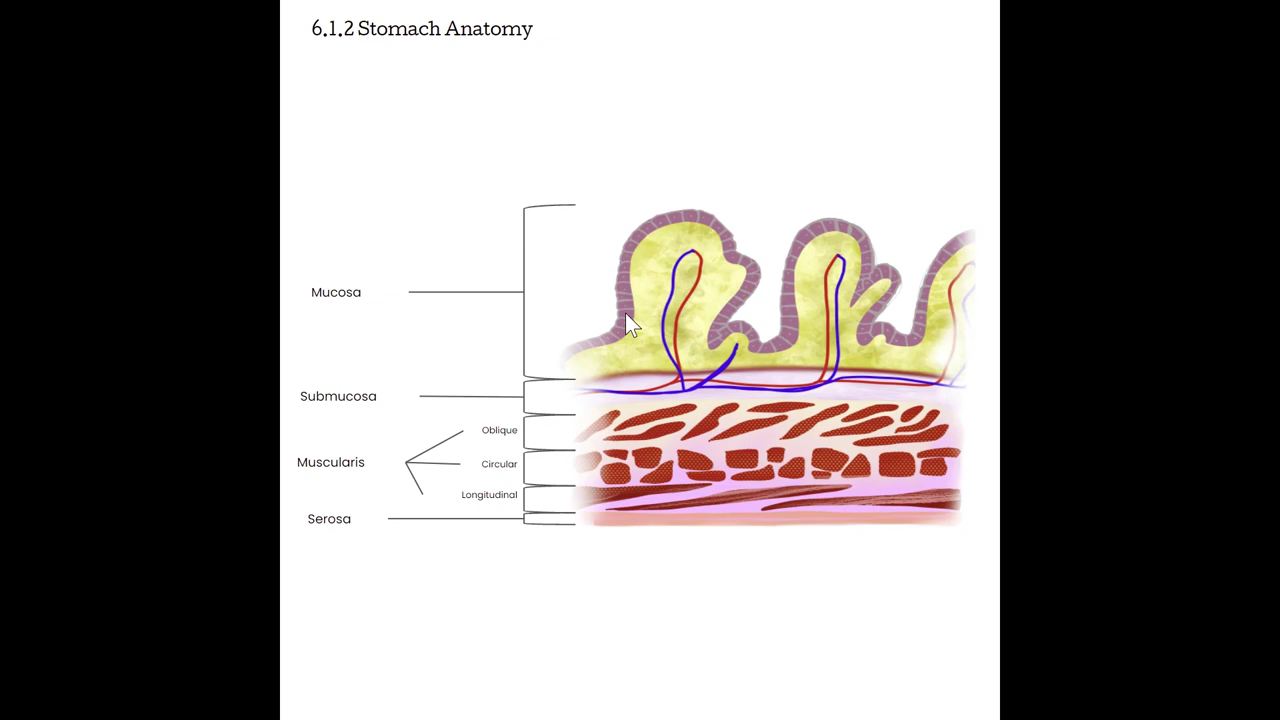 6.1.2 Stomach Anatomy
Mucosa
Submucosa
Oblique
Muscularis
Circular
Longitudinal
Serosa